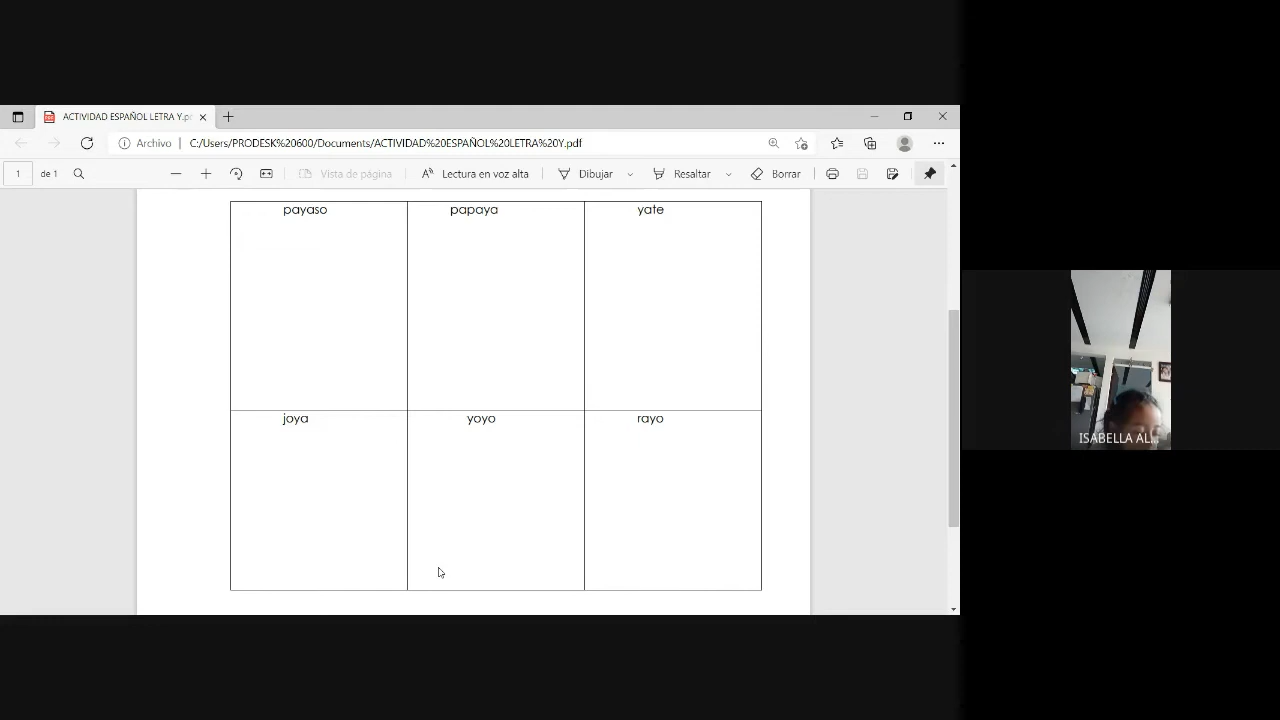 ACTIVIDAD ESPAÑOL LETRA Y.p
Archivo C:/Users/PRODESK%20600/Documents/ACTIVIDAD%20ESPAÑOL%20LETRA%20Y.pdf
1 de 1 Vista de página Lectura en voz alta Dibujar Resaltar Borrar
payaso papaya yate
joya yoyo rayo
ISABELLA AL...